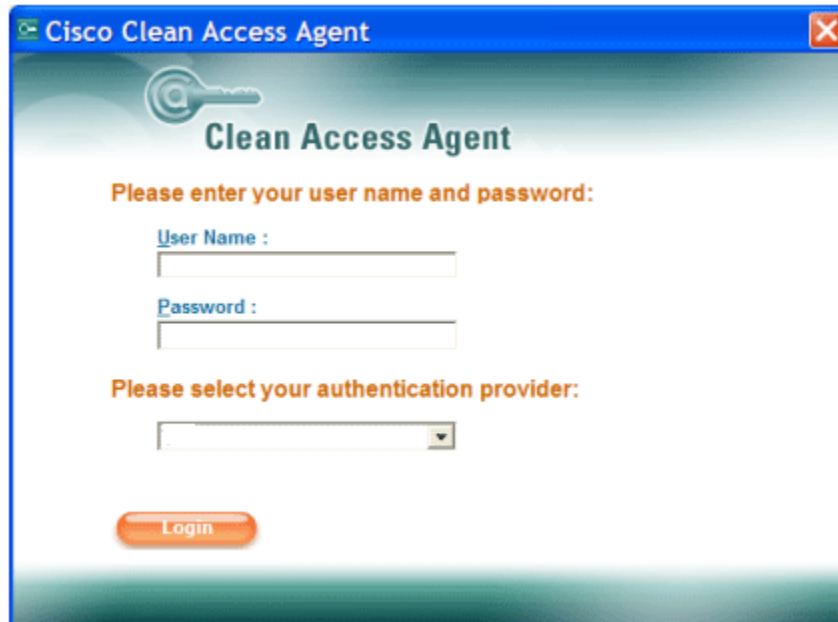 Cisco Clean Access Agent
Clean Access Agent
Please enter your user name and password:
User Name :
Password :
Please select your authentication provider:
Login